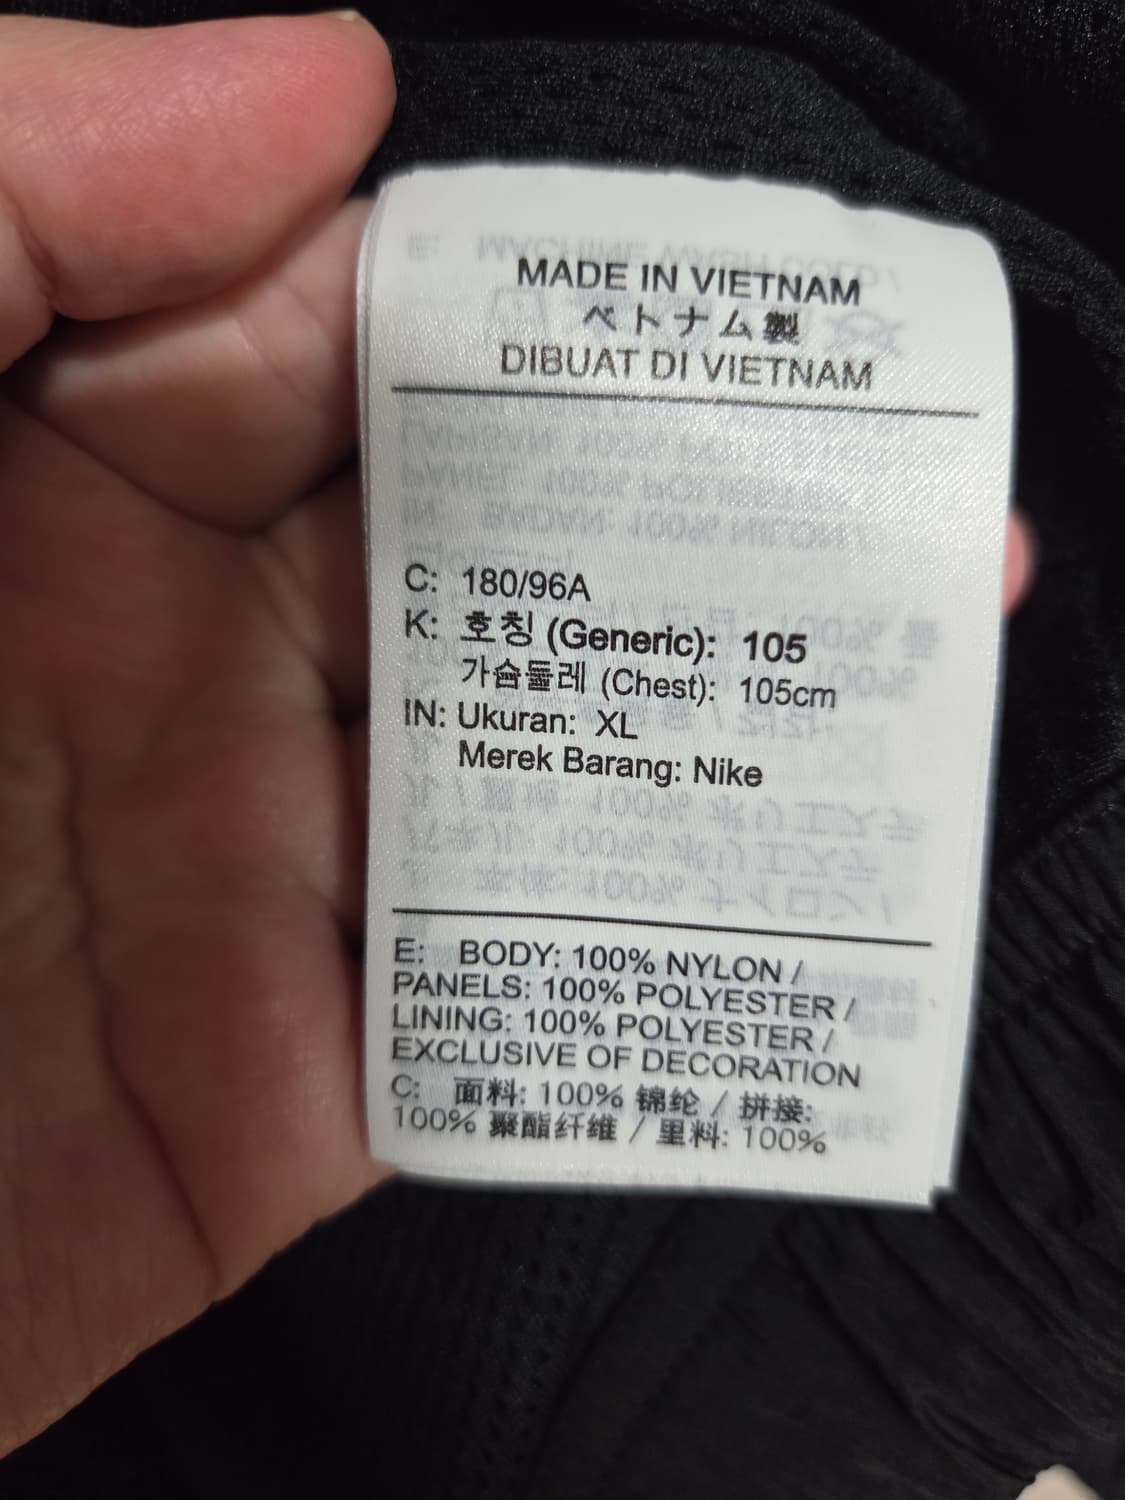 MADE IN VIETNAM
ベトナム製
DIBUAT DI VIETNAM
C: 180/96A
K: 호칭 (Generic): 105
가슴둘레 (Chest): 105cm
IN: Ukuran: XL
Merek Barang: Nike
E: BODY: 100% NYLON /
PANELS: 100% POLYESTER /
LINING: 100% POLYESTER /
EXCLUSIVE OF DECORATION
C: 面料: 100% 锦纶 / 拼接:
100% 聚酯纤维 / 里料: 100%